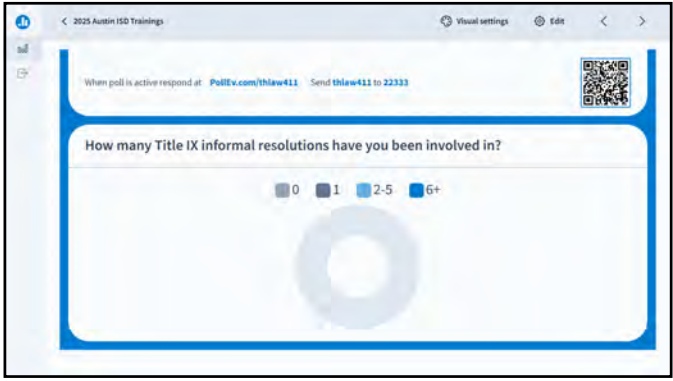 2025 Austin ISD Trainings
Visual settings
Edit
When poll is active respond at PollEv.com/thlaw411 Send thlaw411 to 22333
How many Title IX informal resolutions have you been involved in?
0 1 2-5 6+